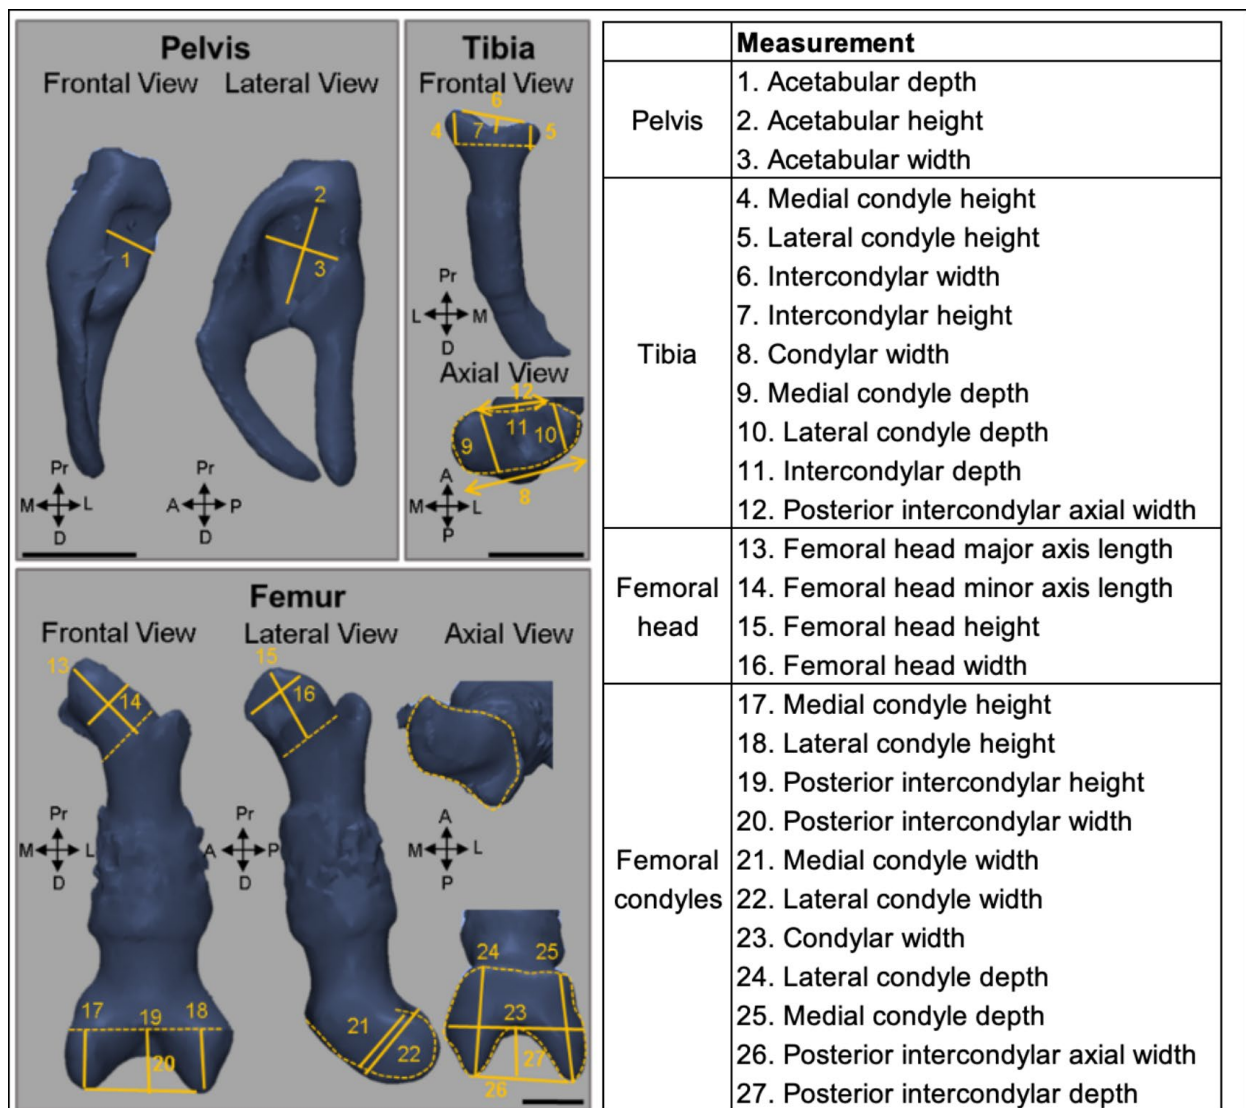 Pelvis
Frontal View Lateral View
1
2
3
Pr
M L
D
Pr
A P
D
Tibia
Frontal View
6
4 7 5
Pr
L M
D
Axial View
12
9 11 10
8
A
M L
P
Femur
Frontal View Lateral View Axial View
13
14
15
16
Pr
M L
D
Pr
A P
D
A
M L
P
17 19 18
20
21
22
24 25
23
27
26
Measurement
Pelvis
1. Acetabular depth
2. Acetabular height
3. Acetabular width
Tibia
4. Medial condyle height
5. Lateral condyle height
6. Intercondylar width
7. Intercondylar height
8. Condylar width
9. Medial condyle depth
10. Lateral condyle depth
11. Intercondylar depth
12. Posterior intercondylar axial width
Femoral
head
13. Femoral head major axis length
14. Femoral head minor axis length
15. Femoral head height
16. Femoral head width
Femoral
condyles
17. Medial condyle height
18. Lateral condyle height
19. Posterior intercondylar height
20. Posterior intercondylar width
21. Medial condyle width
22. Lateral condyle width
23. Condylar width
24. Lateral condyle depth
25. Medial condyle depth
26. Posterior intercondylar axial width
27. Posterior intercondylar depth